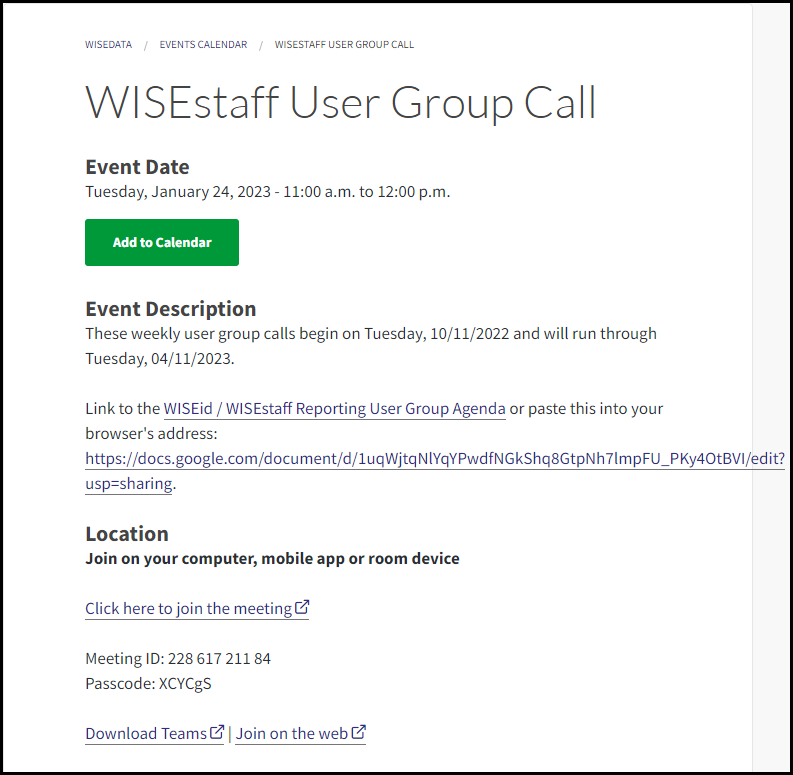 WISEDATA / EVENTS CALENDAR / WISESTAFF USER GROUP CALL
WISEstaff User Group Call
Event Date
Tuesday, January 24, 2023 - 11:00 a.m. to 12:00 p.m.
Add to Calendar
Event Description
These weekly user group calls begin on Tuesday, 10/11/2022 and will run through
Tuesday, 04/11/2023.
Link to the WISEid / WISEstaff Reporting User Group Agenda or paste this into your
browser's address:
https://docs.google.com/document/d/1uqWjtqNlYqYPwdfNGkShq8GtpNh7lmpFU_PKy4OtBVI/edit?
usp=sharing.
Location
Join on your computer, mobile app or room device
Click here to join the meeting
Meeting ID: 228 617 211 84
Passcode: XCYCgS
Download Teams | Join on the web